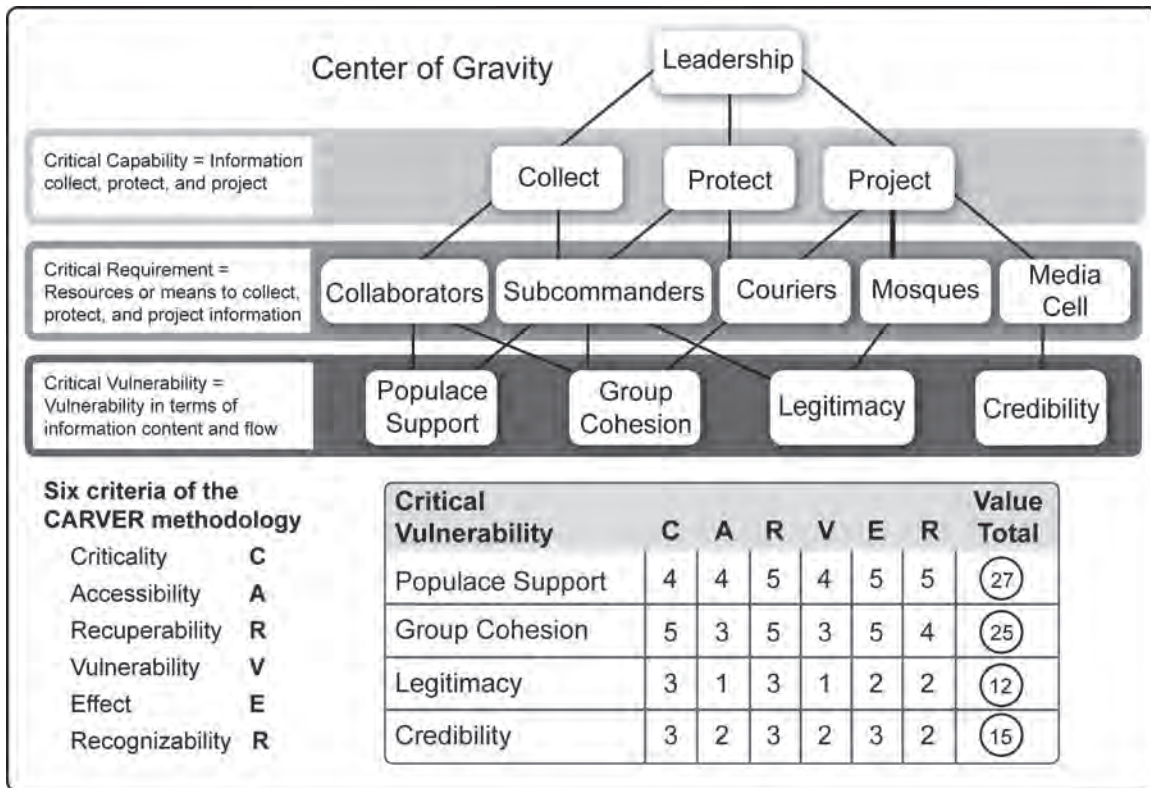 Center of Gravity
Leadership
Critical Capability = Information
collect, protect, and project
Collect
Protect
Project
Critical Requirement =
Resources or means to collect,
protect, and project information
Collaborators
Subcommanders
Couriers
Mosques
Media
Cell
Critical Vulnerability =
Vulnerability in terms of
information content and flow
Populace
Support
Group
Cohesion
Legitimacy
Credibility
Six criteria of the
CARVER methodology
Criticality C
Accessibility A
Recuperability R
Vulnerability V
Effect E
Recognizability R
Critical
Vulnerability C A R V E R Value
Total
Populace Support 4 4 5 4 5 5 27
Group Cohesion 5 3 5 3 5 4 25
Legitimacy 3 1 3 1 2 2 12
Credibility 3 2 3 2 3 2 15